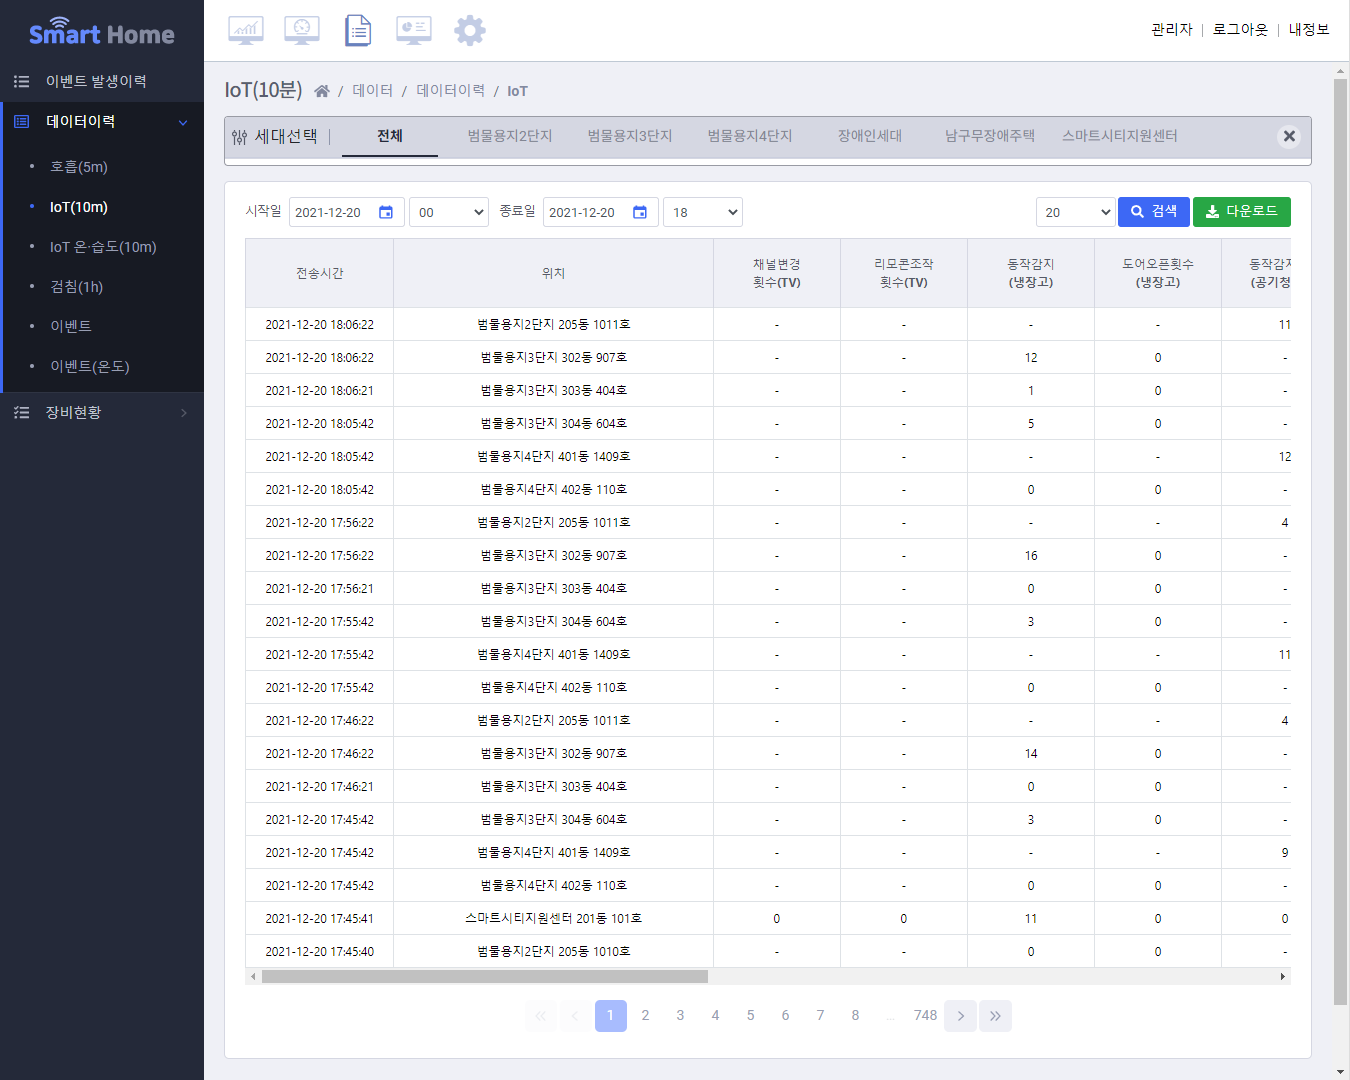 Smart Home
관리자 | 로그아웃 | 내정보
이벤트 발생이력
데이터이력
호흡(5m)
IoT(10m)
IoT 온·습도(10m)
검침(1h)
이벤트
이벤트(온도)
장비현황
IoT(10분) / 데이터 / 데이터이력 / IoT
세대선택 | 전체 범물용지2단지 범물용지3단지 범물용지4단지 장애인세대 남구무장애주택 스마트시티지원센터
시작일 2021-12-20 00 종료일 2021-12-20 18 20 검색 다운로드
전송시간 위치 채널변경 리모콘조작 동작감지 도어오픈횟수 동작감지
횟수(TV) 횟수(TV) (냉장고) (냉장고) (공기청
2021-12-20 18:06:22 범물용지2단지 205동 1011호 - - - - 11
2021-12-20 18:06:22 범물용지3단지 302동 907호 - - 12 0 -
2021-12-20 18:06:21 범물용지3단지 303동 404호 - - 1 0 -
2021-12-20 18:05:42 범물용지3단지 304동 604호 - - 5 0 -
2021-12-20 18:05:42 범물용지4단지 401동 1409호 - - - - 12
2021-12-20 18:05:42 범물용지4단지 402동 110호 - - 0 0 -
2021-12-20 17:56:22 범물용지2단지 205동 1011호 - - - - 4
2021-12-20 17:56:22 범물용지3단지 302동 907호 - - 16 0 -
2021-12-20 17:56:21 범물용지3단지 303동 404호 - - 0 0 -
2021-12-20 17:55:42 범물용지3단지 304동 604호 - - 3 0 -
2021-12-20 17:55:42 범물용지4단지 401동 1409호 - - - - 11
2021-12-20 17:55:42 범물용지4단지 402동 110호 - - 0 0 -
2021-12-20 17:46:22 범물용지2단지 205동 1011호 - - - - 4
2021-12-20 17:46:22 범물용지3단지 302동 907호 - - 14 0 -
2021-12-20 17:46:21 범물용지3단지 303동 404호 - - 0 0 -
2021-12-20 17:45:42 범물용지3단지 304동 604호 - - 3 0 -
2021-12-20 17:45:42 범물용지4단지 401동 1409호 - - - - 9
2021-12-20 17:45:42 범물용지4단지 402동 110호 - - 0 0 -
2021-12-20 17:45:41 스마트시티지원센터 201동 101호 0 0 11 0 0
2021-12-20 17:45:40 범물용지2단지 205동 1010호 - - 0 0 -
« ‹ 1 2 3 4 5 6 7 8 ... 748 › »